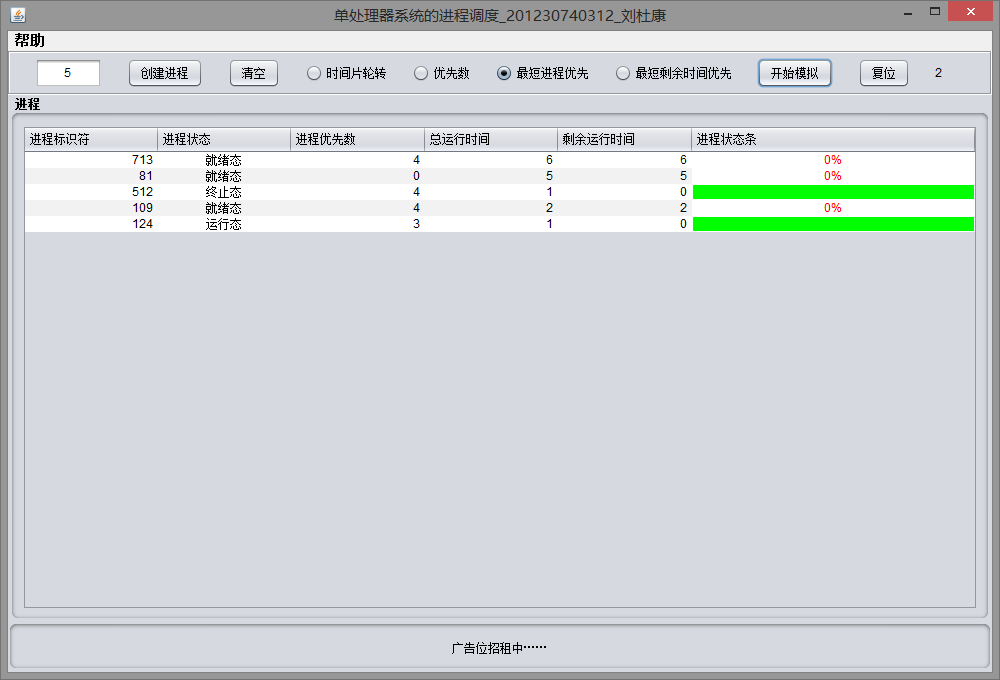 单处理器系统的进程调度_201230740312_刘杜康
帮助
5 创建进程 清空 时间片轮转 优先数 最短进程优先 最短剩余时间优先 开始模拟 复位 2
进程
进程标识符 进程状态 进程优先数 总运行时间 剩余运行时间 进程状态条
713 就绪态 4 6 6 0%
81 就绪态 0 5 5 0%
512 终止态 4 1 0
109 就绪态 4 2 2 0%
124 运行态 3 1 0
广告位招租中……